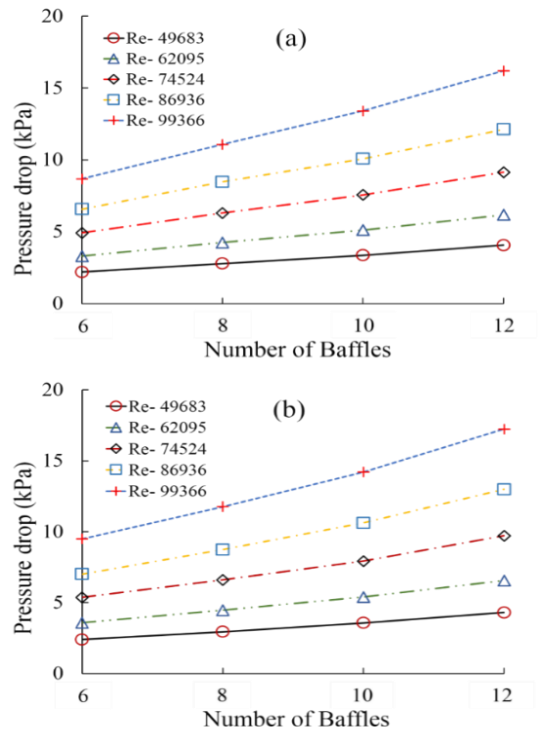 20
(a)
Re- 49683
Re- 62095
Re- 74524
Re- 86936
Re- 99366
15
10
5
0
Pressure drop (kPa)
6 8 10 12
Number of Baffles
20
(b)
Re- 49683
Re- 62095
Re- 74524
Re- 86936
Re- 99366
15
10
5
0
Pressure drop (kPa)
6 8 10 12
Number of Baffles